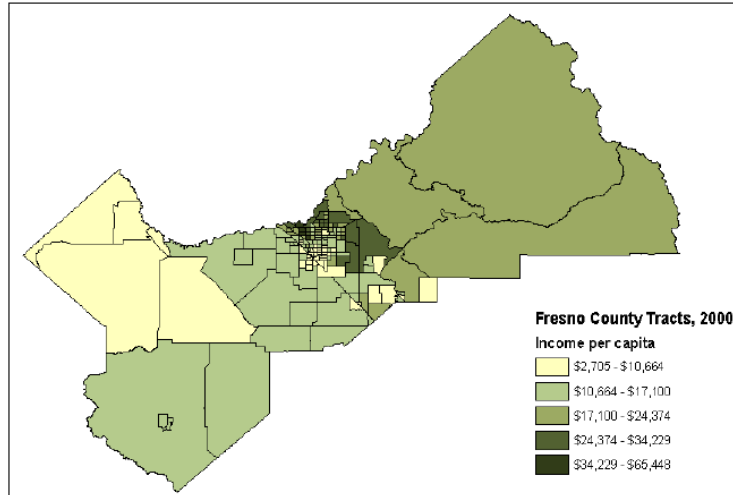 Fresno County Tracts, 2000
Income per capita
$2,705 - $10,664
$10,664 - $17,100
$17,100 - $24,374
$24,374 - $34,229
$34,229 - $65,448